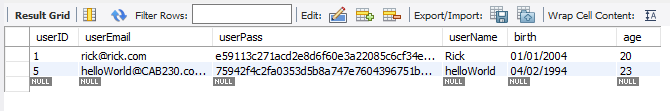 Result Grid Filter Rows: Edit: Export/Import: Wrap Cell Content:
userID userEmail userPass userName birth age
1 rick@rick.com e59113c271acd2e8d6f60e3a22085c6cf34e... Rick 01/01/2004 20
5 helloWorld@CAB230.co... 75942f4c2fa0353d5b8a747e7604396751b... helloWorld 04/02/1994 23
NULL NULL NULL NULL NULL NULL